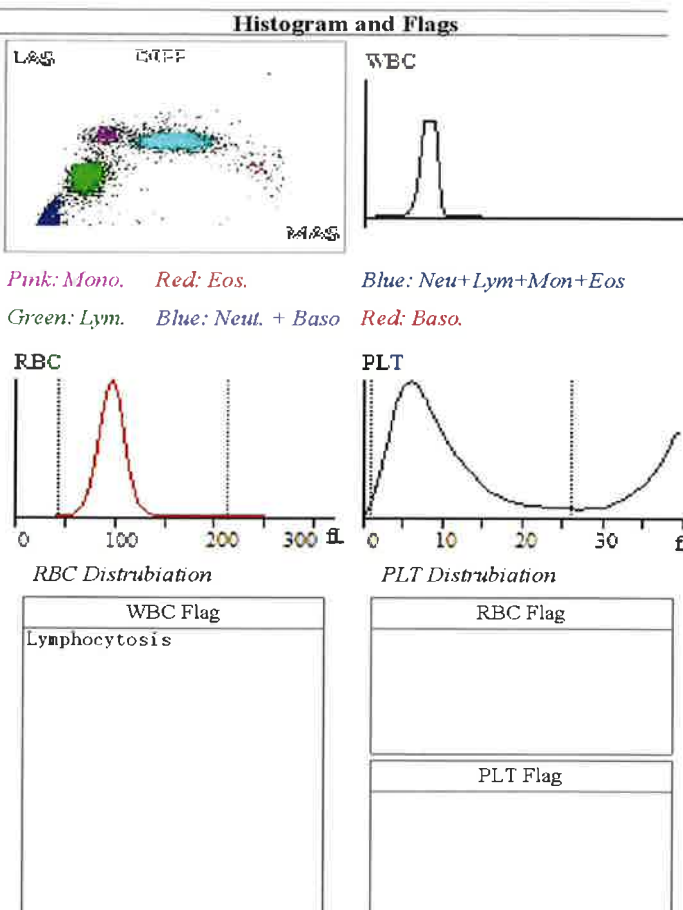 Histogram and Flags
LAS DIFF
WBC
MAS
Pink: Mono. Red: Eos.
Blue: Neu+Lym+Mon+Eos
Green: Lym. Blue: Neut. + Baso
Red: Baso.
RBC
PLT
0 100 200 300 fL
0 10 20 30 f
RBC Distrubiation
PLT Distrubiation
WBC Flag
Lymphocytosis
RBC Flag
PLT Flag